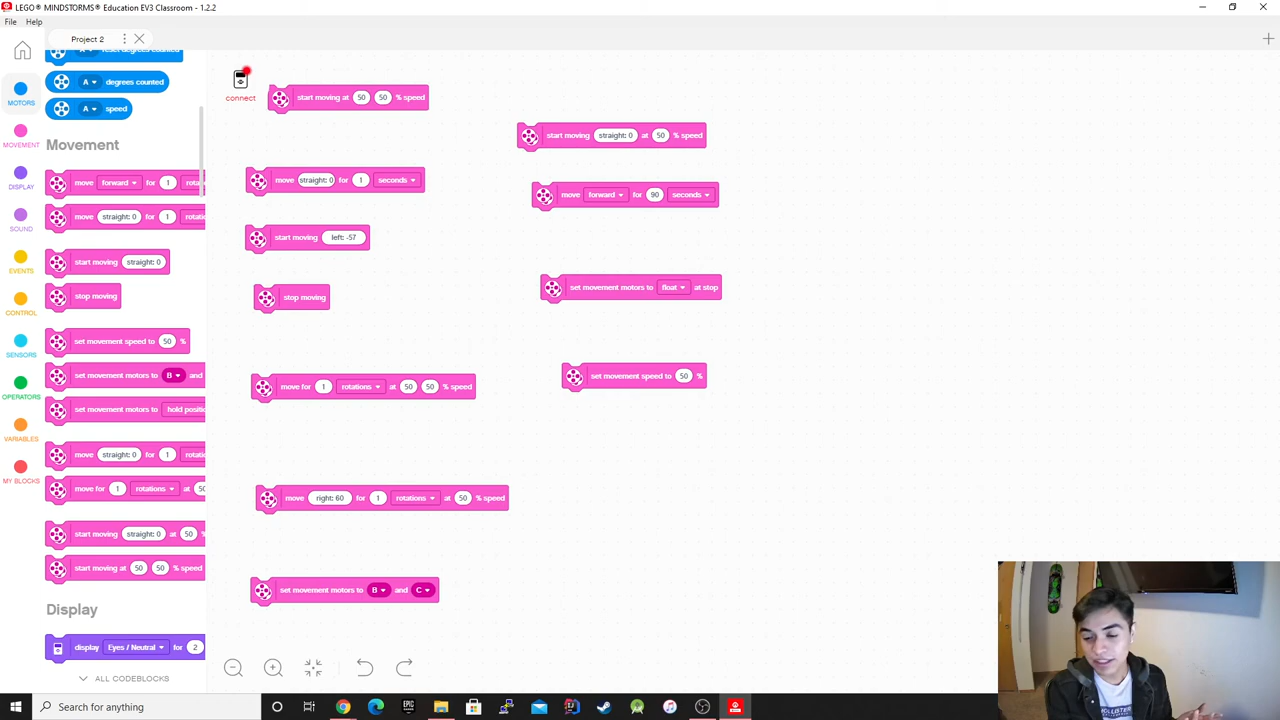 LEGO® MINDSTORMS® Education EV3 Classroom - 1.2.2
File Help
Project 2
MOTORS
MOVEMENT
DISPLAY
SOUND
EVENTS
CONTROL
SENSORS
OPERATORS
VARIABLES
MY BLOCKS
A degrees counted
A speed
Movement
move forward for 1
move straight: 0 for 1
start moving straight: 0
stop moving
set movement speed to 50 %
set movement motors to B and
set movement motors to hold
move straight: 0 for 1
move for 1 rotations at 50
start moving straight: 0 at 50 %
start moving at 50 50 % speed
Display
display Eyes / Neutral for 2
ALL CODEBLOCKS
connect
start moving at 50 50 % speed
start moving straight: 0 at 50 % speed
move straight: 0 for 1 seconds
move forward for 90 seconds
start moving left: -57
set movement motors to float at stop
stop moving
set movement speed to 50 %
move for 1 rotations at 50 50 % speed
move right: 60 for 1 rotations at 50 % speed
set movement motors to B and C
HOLLISTER
Search for anything
EPIC
GAMES